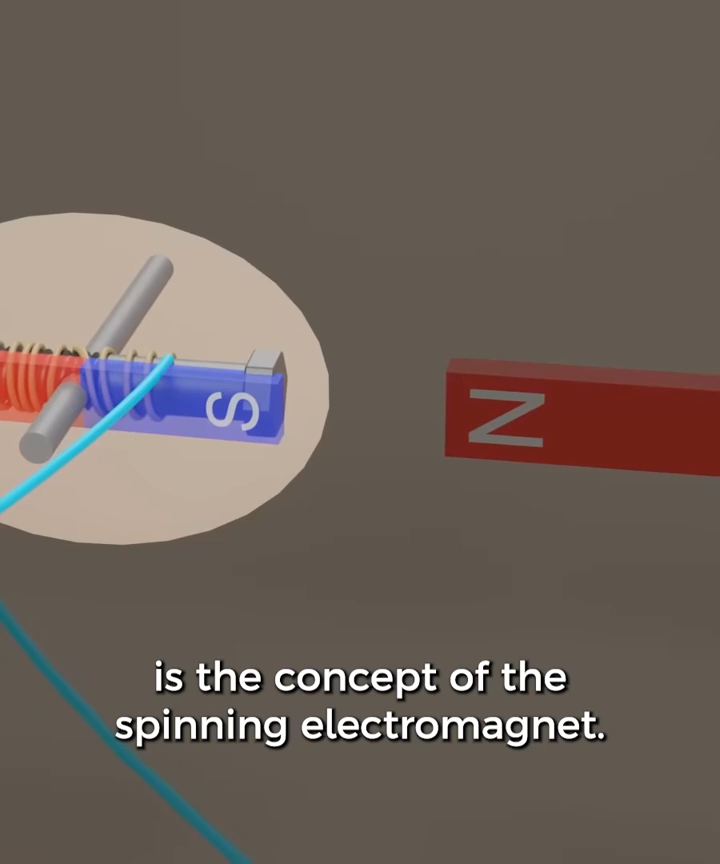 S
N
is the concept of the
spinning electromagnet.